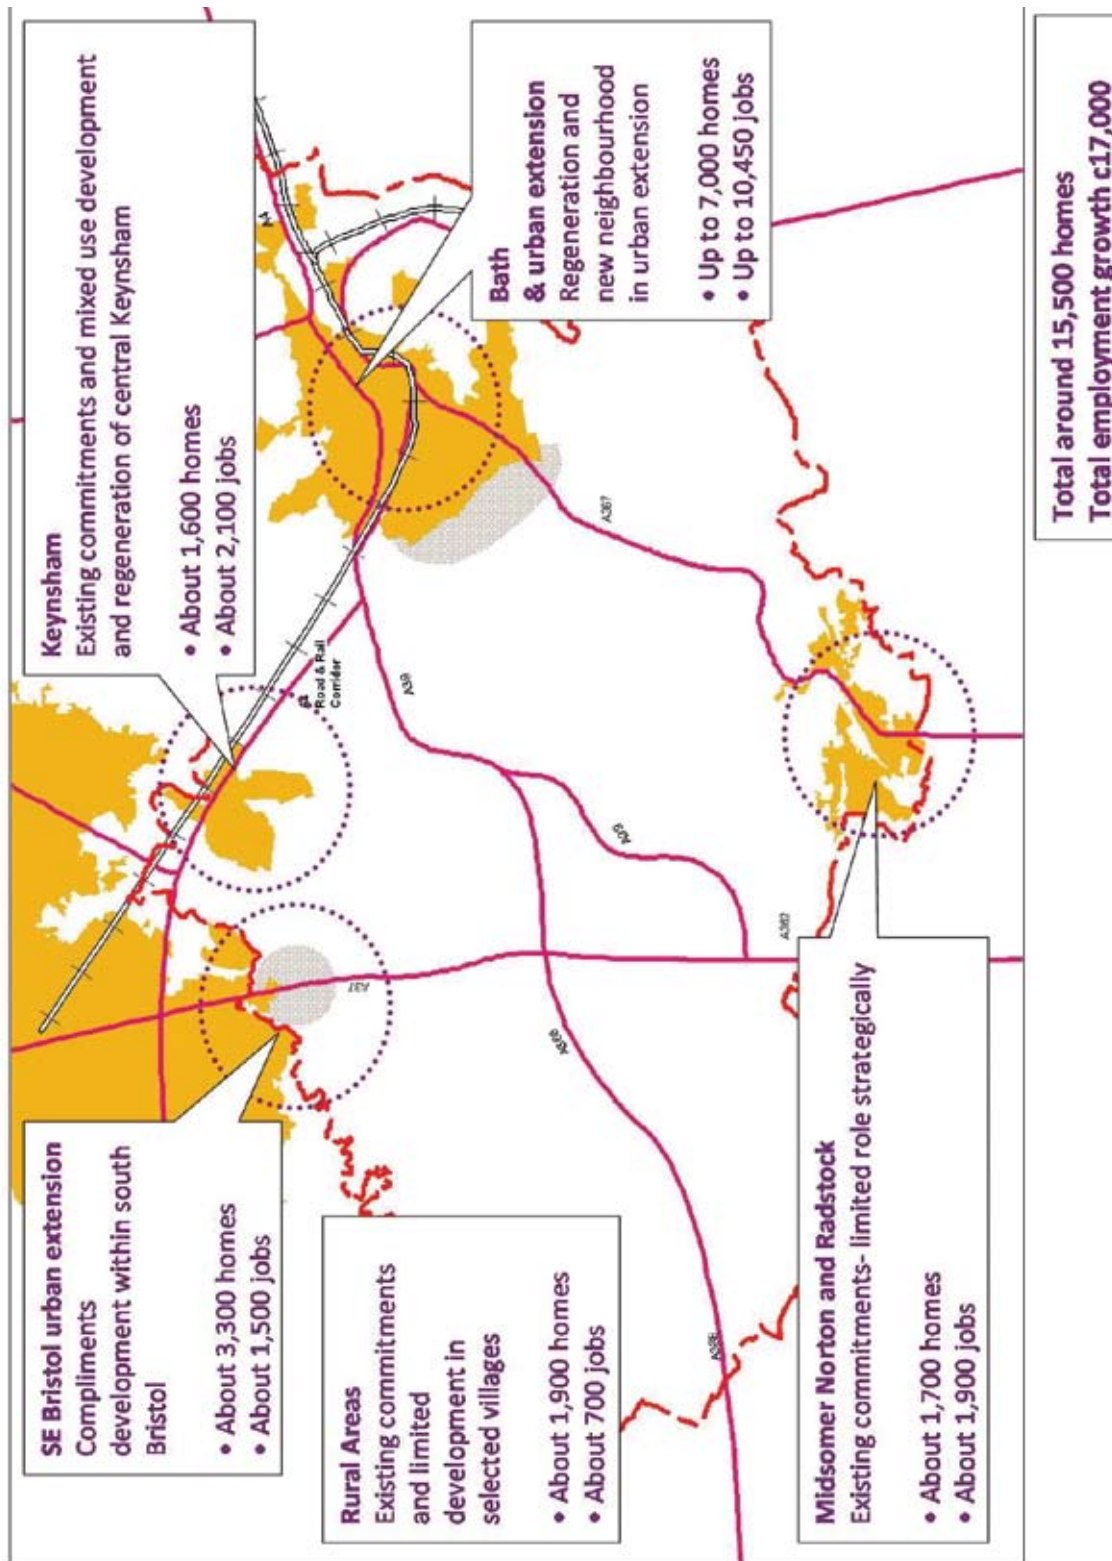 SE Bristol urban extension
Compliments
development within south
Bristol
• About 3,300 homes
• About 1,500 jobs
Keynsham
Existing commitments and mixed use development
and regeneration of central Keynsham
• About 1,600 homes
• About 2,100 jobs
Rural Areas
Existing commitments
and limited
development in
selected villages
• About 1,900 homes
• About 700 jobs
Bath
& urban extension
Regeneration and
new neighbourhood
in urban extension
• Up to 7,000 homes
• Up to 10,450 jobs
Midsomer Norton and Radstock
Existing commitments- limited role strategically
• About 1,700 homes
• About 1,900 jobs
Road & Rail
Corridor
A39
A367
A362
Total around 15,500 homes
Total employment growth c17,000